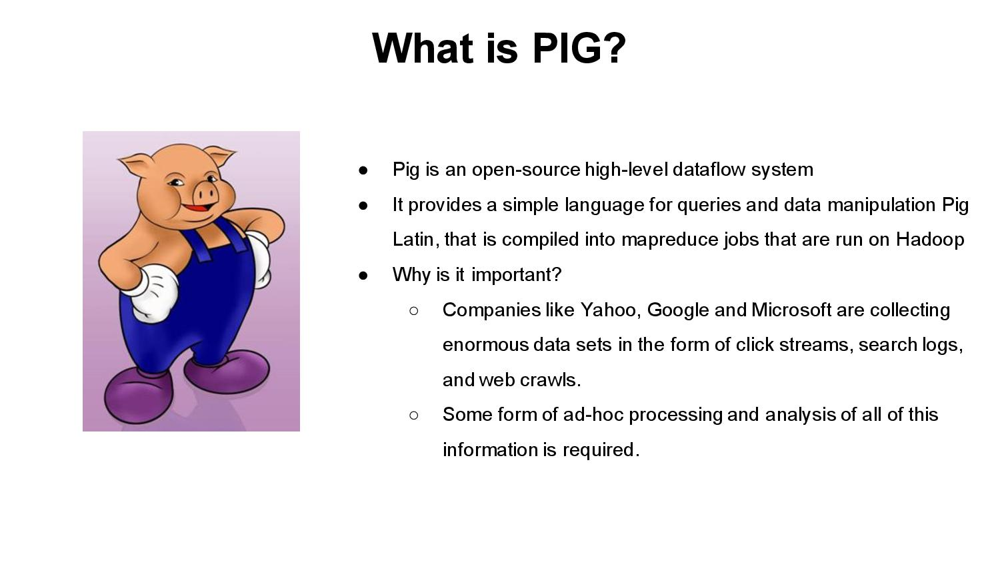 What is PIG?
● Pig is an open-source high-level dataflow system
● It provides a simple language for queries and data manipulation Pig
Latin, that is compiled into mapreduce jobs that are run on Hadoop
● Why is it important?
○ Companies like Yahoo, Google and Microsoft are collecting
enormous data sets in the form of click streams, search logs,
and web crawls.
○ Some form of ad-hoc processing and analysis of all of this
information is required.